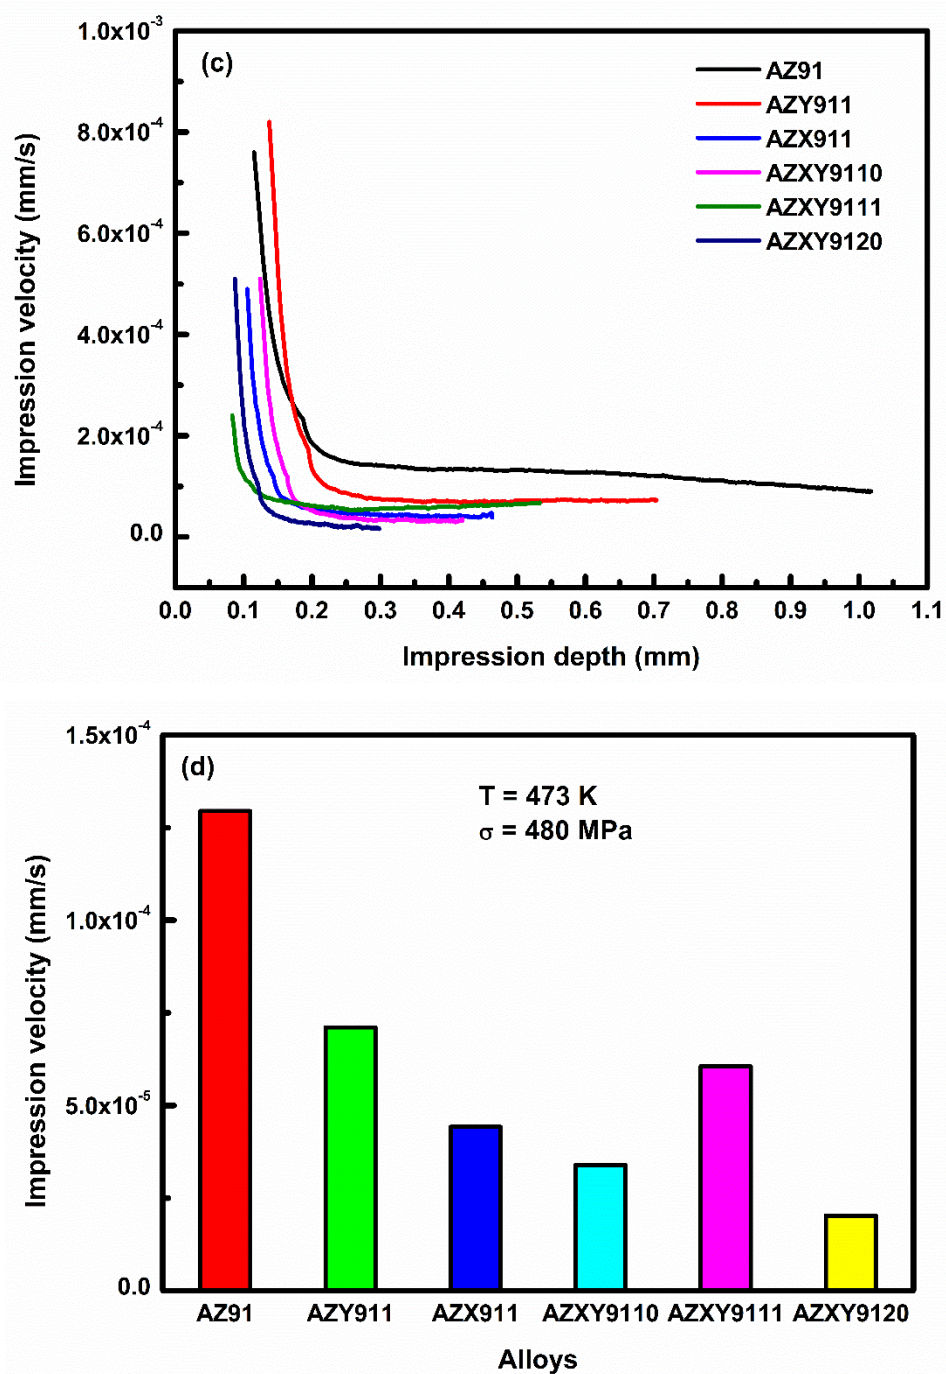 (c)
1.0x10⁻³
8.0x10⁻⁴
6.0x10⁻⁴
4.0x10⁻⁴
2.0x10⁻⁴
0.0
Impression velocity (mm/s)
AZ91
AZY911
AZX911
AZXY9110
AZXY9111
AZXY9120
0.0 0.1 0.2 0.3 0.4 0.5 0.6 0.7 0.8 0.9 1.0 1.1
Impression depth (mm)
(d)
T = 473 K
σ = 480 MPa
1.5x10⁻⁴
1.0x10⁻⁴
5.0x10⁻⁵
0.0
Impression velocity (mm/s)
AZ91 AZY911 AZX911 AZXY9110 AZXY9111 AZXY9120
Alloys